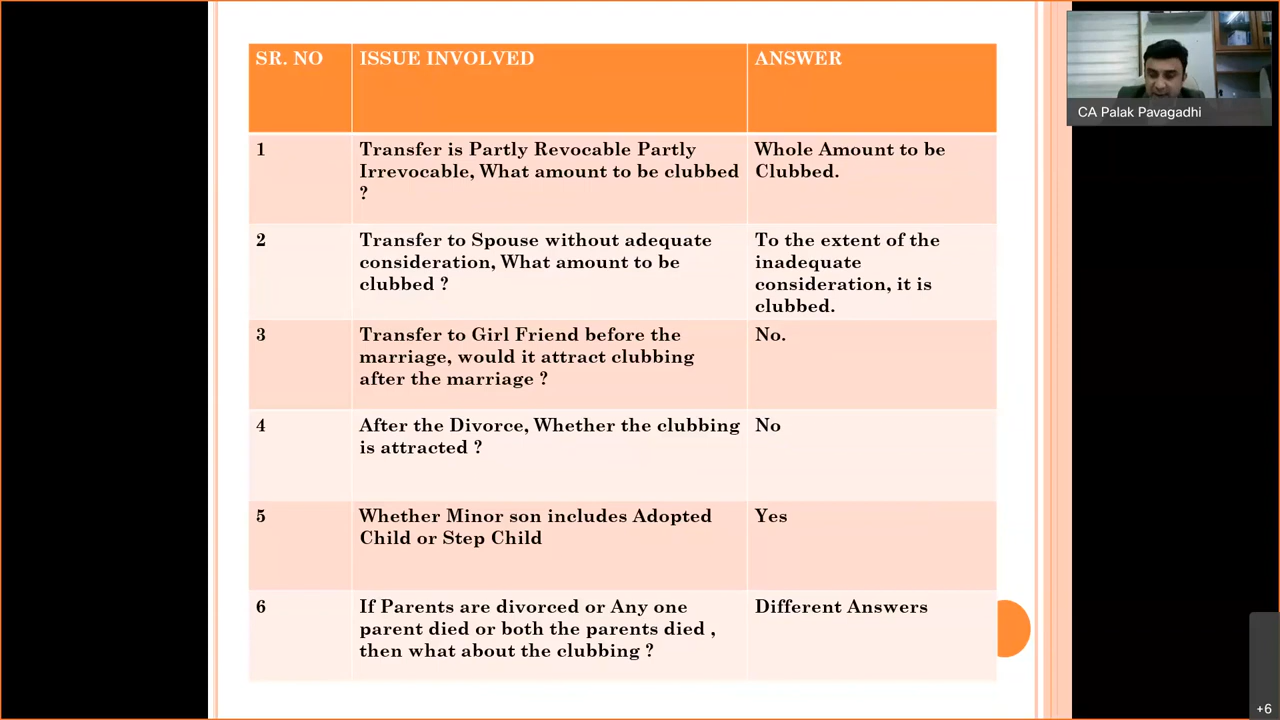 SR. NO
ISSUE INVOLVED
ANSWER
1
Transfer is Partly Revocable Partly
Irrevocable, What amount to be clubbed
?
Whole Amount to be
Clubbed.
2
Transfer to Spouse without adequate
consideration, What amount to be
clubbed ?
To the extent of the
inadequate
consideration, it is
clubbed.
3
Transfer to Girl Friend before the
marriage, would it attract clubbing
after the marriage ?
No.
4
After the Divorce, Whether the clubbing
is attracted ?
No
5
Whether Minor son includes Adopted
Child or Step Child
Yes
6
If Parents are divorced or Any one
parent died or both the parents died ,
then what about the clubbing ?
Different Answers
CA Palak Pavagadhi
+6